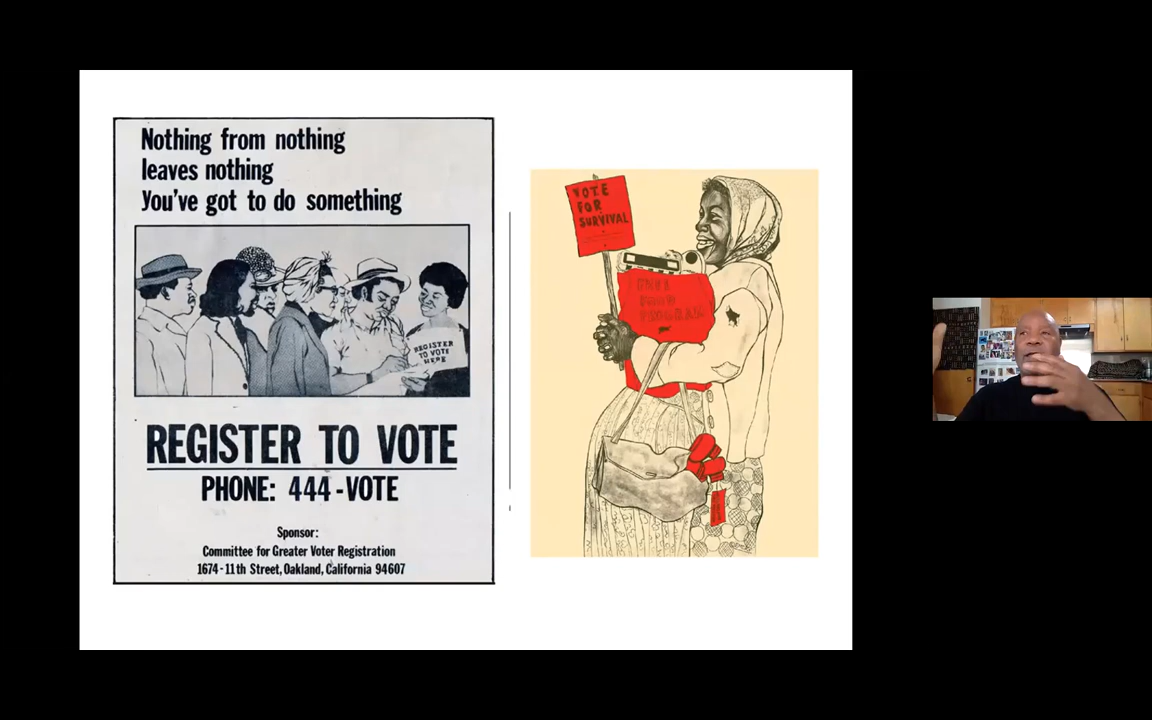 Nothing from nothing
leaves nothing
You've got to do something
REGISTER
TO VOTE
HERE
REGISTER TO VOTE
PHONE: 444-VOTE
Sponsor:
Committee for Greater Voter Registration
1674-11th Street, Oakland, California 94607
VOTE
FOR
SURVIVAL
FREE
FOOD
PROGRAM